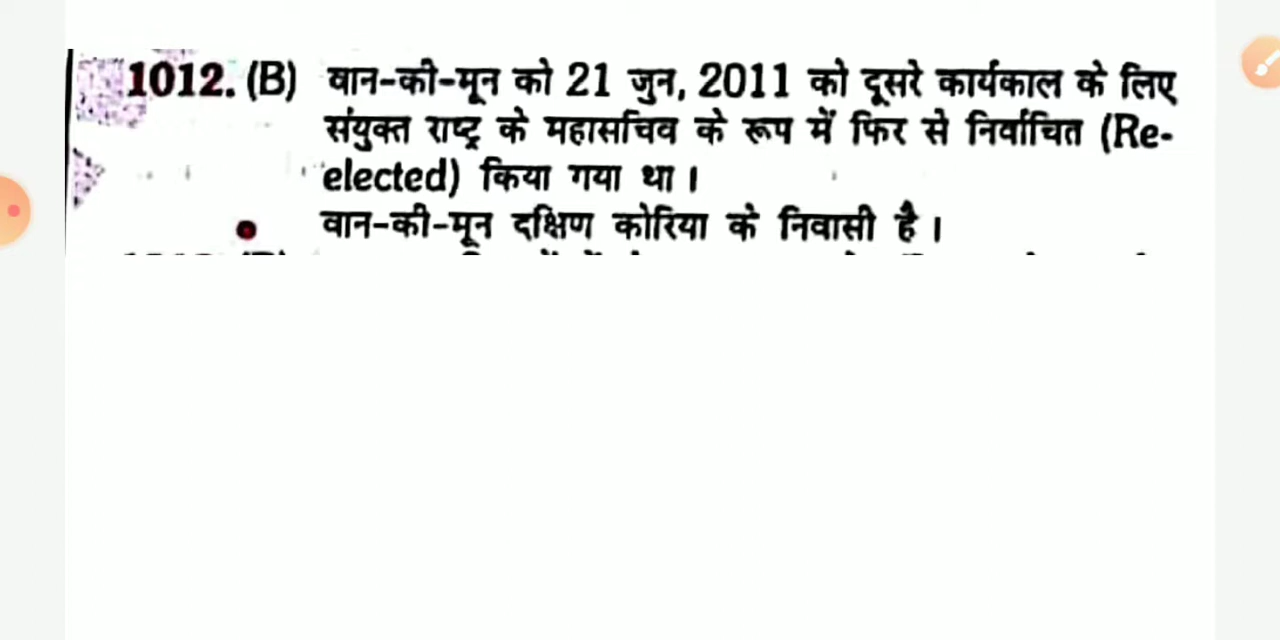 1012. (B) वान-की-मून को 21 जुन, 2011 को दूसरे कार्यकाल के लिए
संयुक्त राष्ट्र के महासचिव के रूप में फिर से निर्वाचित (Re-
elected) किया गया था।
• वान-की-मून दक्षिण कोरिया के निवासी है।